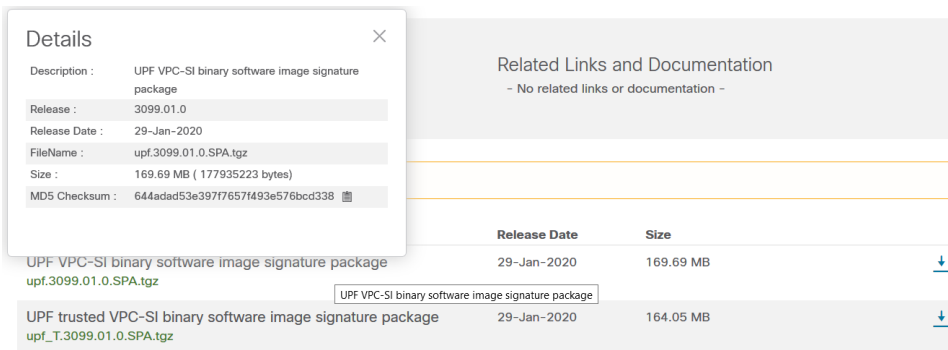 Details
Description : UPF VPC-SI binary software image signature
package
Release : 3099.01.0
Release Date : 29-Jan-2020
FileName : upf.3099.01.0.SPA.tgz
Size : 169.69 MB ( 177935223 bytes)
MD5 Checksum : 644adad53e397f7657f493e576bcd338
Related Links and Documentation
- No related links or documentation -
Release Date Size
UPF VPC-SI binary software image signature package 29-Jan-2020 169.69 MB
upf.3099.01.0.SPA.tgz
UPF VPC-SI binary software image signature package
UPF trusted VPC-SI binary software image signature package 29-Jan-2020 164.05 MB
upf_T.3099.01.0.SPA.tgz